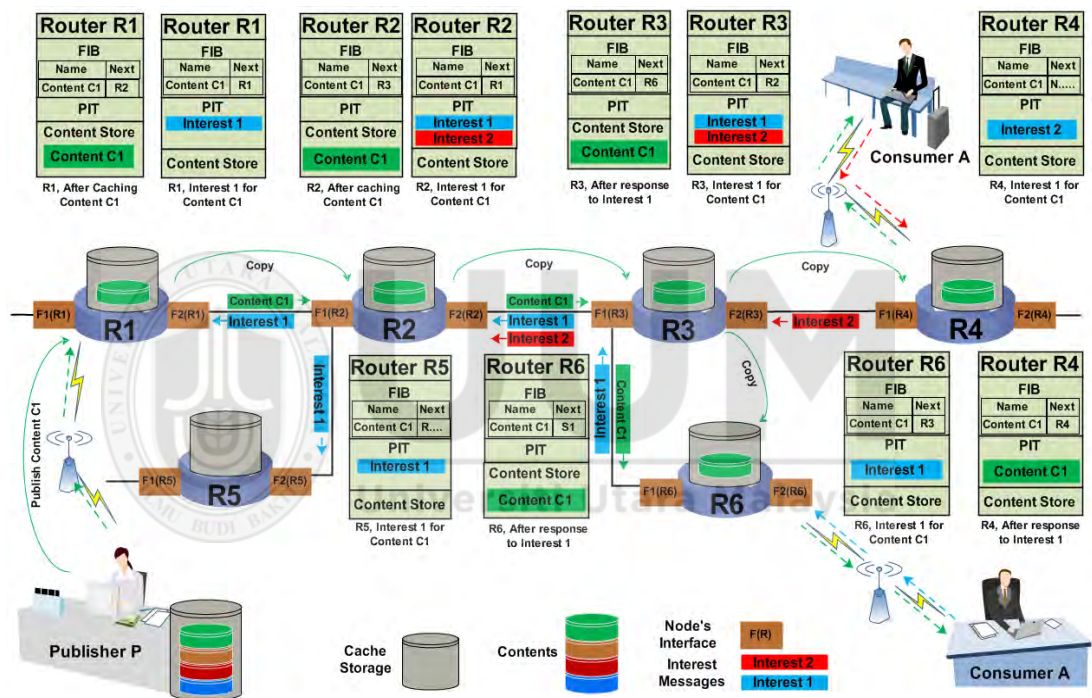 Router R1
FIB
Name Next
Content C1 R2
PIT
Content Store
Content C1
R1, After Caching
Content C1
Router R1
FIB
Name Next
Content C1 R1
PIT
Interest 1
Content Store
R1, Interest 1 for
Content C1
Router R2
FIB
Name Next
Content C1 R3
PIT
Content Store
Content C1
R2, After caching
Content C1
Router R2
FIB
Name Next
Content C1 R1
PIT
Interest 1
Interest 2
Content Store
R2, Interest 1 for
Content C1
Router R3
FIB
Name Next
Content C1 R6
PIT
Content Store
Content C1
R3, After response
to Interest 1
Router R3
FIB
Name Next
Content C1 R2
PIT
Interest 1
Interest 2
Content Store
R3, Interest 1 for
Content C1
Consumer A
Router R4
FIB
Name Next
Content C1 N.....
PIT
Interest 2
Content Store
R4, Interest 1 for
Content C1
Copy
Copy
Copy
F1(R1)
R1
F2(R1)
Content C1
Interest 1
F1(R2)
R2
F2(R2)
Content C1
Interest 1
Interest 2
F1(R3)
R3
F2(R3)
Interest 2
F1(R4)
R4
F2(R4)
Publish Content C1
Interest 1
F1(R5)
R5
F2(R5)
Router R5
FIB
Name Next
Content C1 R....
PIT
Interest 1
Content Store
R5, Interest 1 for
Content C1
Router R6
FIB
Name Next
Content C1 S1
PIT
Content Store
Content C1
R6, After response
to Interest 1
Interest 1
Content C1
Copy
F1(R6)
R6
F2(R6)
Router R6
FIB
Name Next
Content C1 R3
PIT
Interest 1
Content Store
R6, Interest 1 for
Content C1
Router R4
FIB
Name Next
Content C1 R4
PIT
Content C1
Content Store
R4, After response
to Interest 1
UUM
Universiti Utara Malaysia
Publisher P
Cache
Storage
Contents
Node's
Interface
F(R)
Interest
Messages
Interest 2
Interest 1
Consumer A